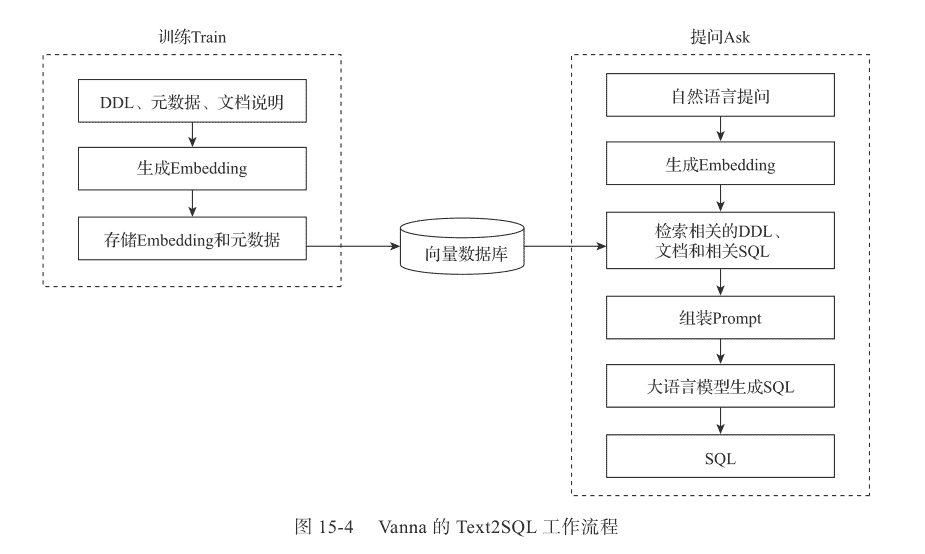 训练Train
DDL、元数据、文档说明
生成Embedding
存储Embedding和元数据
向量数据库
提问Ask
自然语言提问
生成Embedding
检索相关的DDL、
文档和相关SQL
组装Prompt
大语言模型生成SQL
SQL
图 15-4 Vanna 的 Text2SQL 工作流程